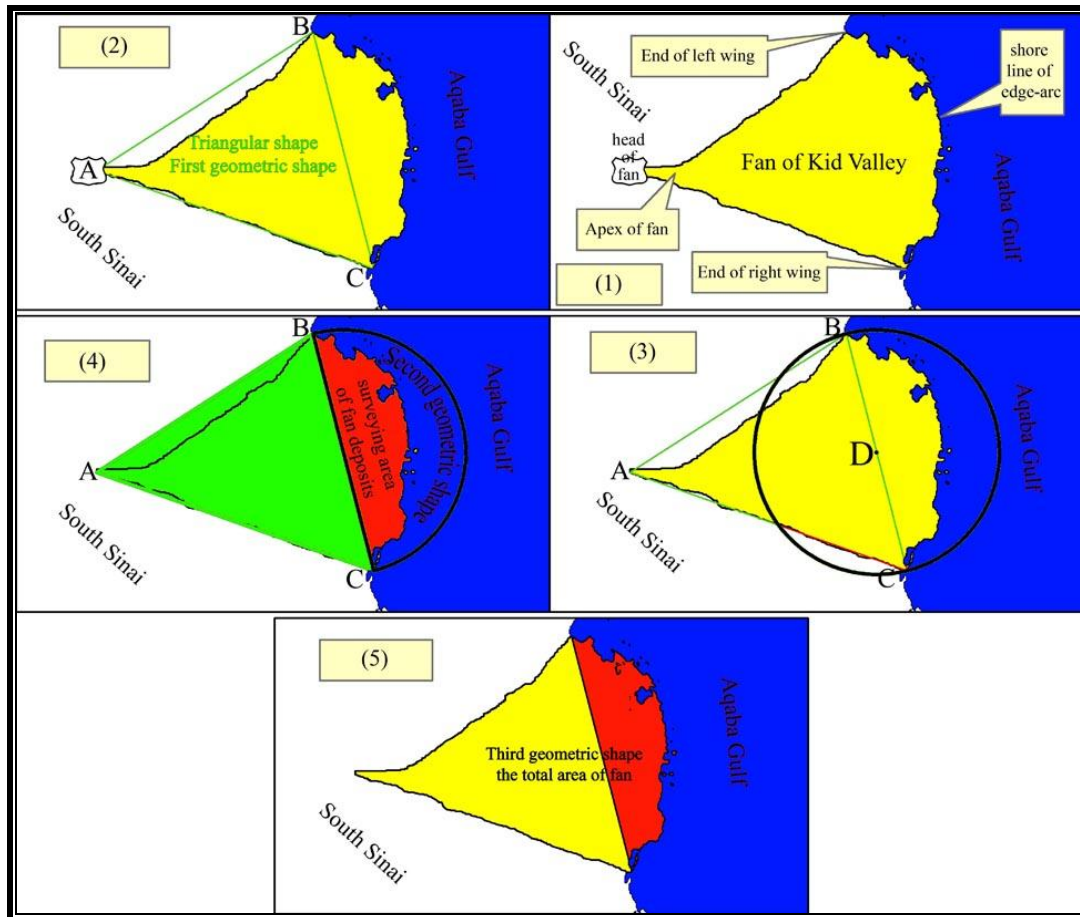 (2)
B
A
C
Triangular shape
First geometric shape
South Sinai
Aqaba Gulf
(1)
End of left wing
shore
line of
edge-arc
South Sinai
head
of
fan
Fan of Kid Valley
Apex of fan
End of right wing
Aqaba Gulf
(4)
B
A
C
Second geometric shape
surveying area
of fan deposits
South Sinai
Aqaba Gulf
(3)
B
A
D
C
South Sinai
Aqaba Gulf
(5)
Third geometric shape
the total area of fan
South Sinai
Aqaba Gulf